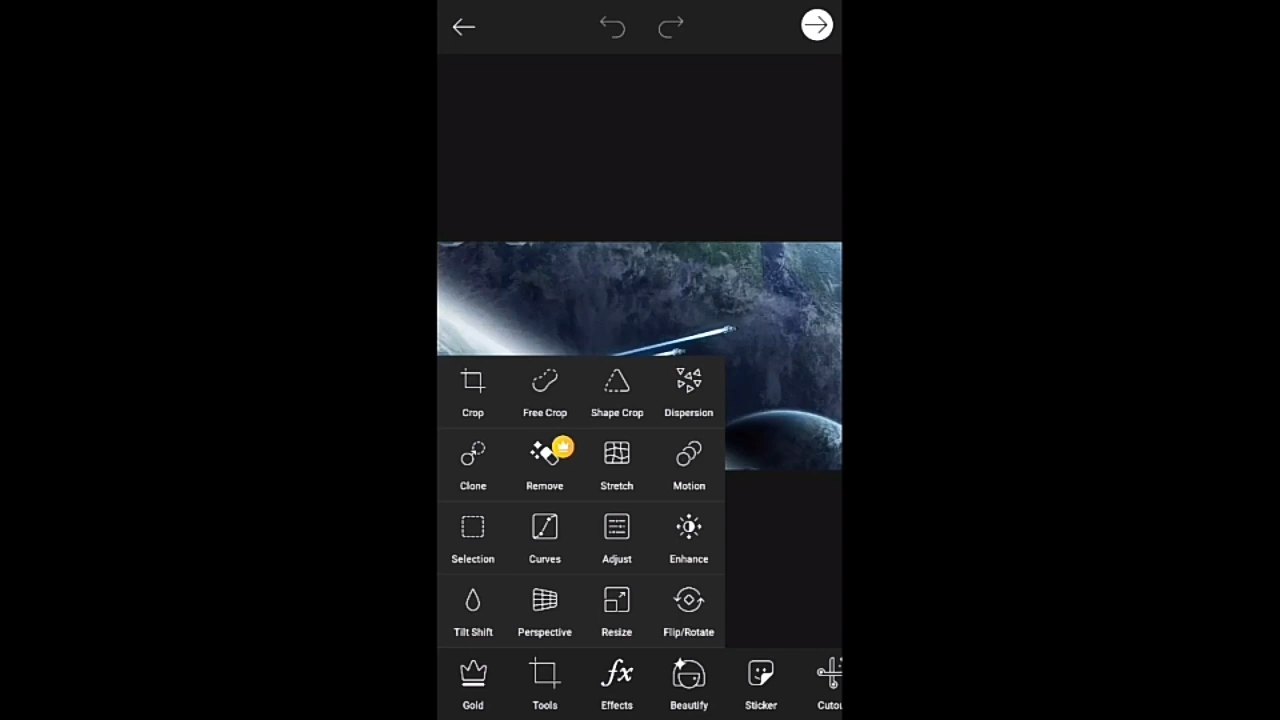 Crop Free Crop Shape Crop Dispersion
Clone Remove Stretch Motion
Selection Curves Adjust Enhance
Tilt Shift Perspective Resize Flip/Rotate
Gold Tools Effects Beautify Sticker Cutou